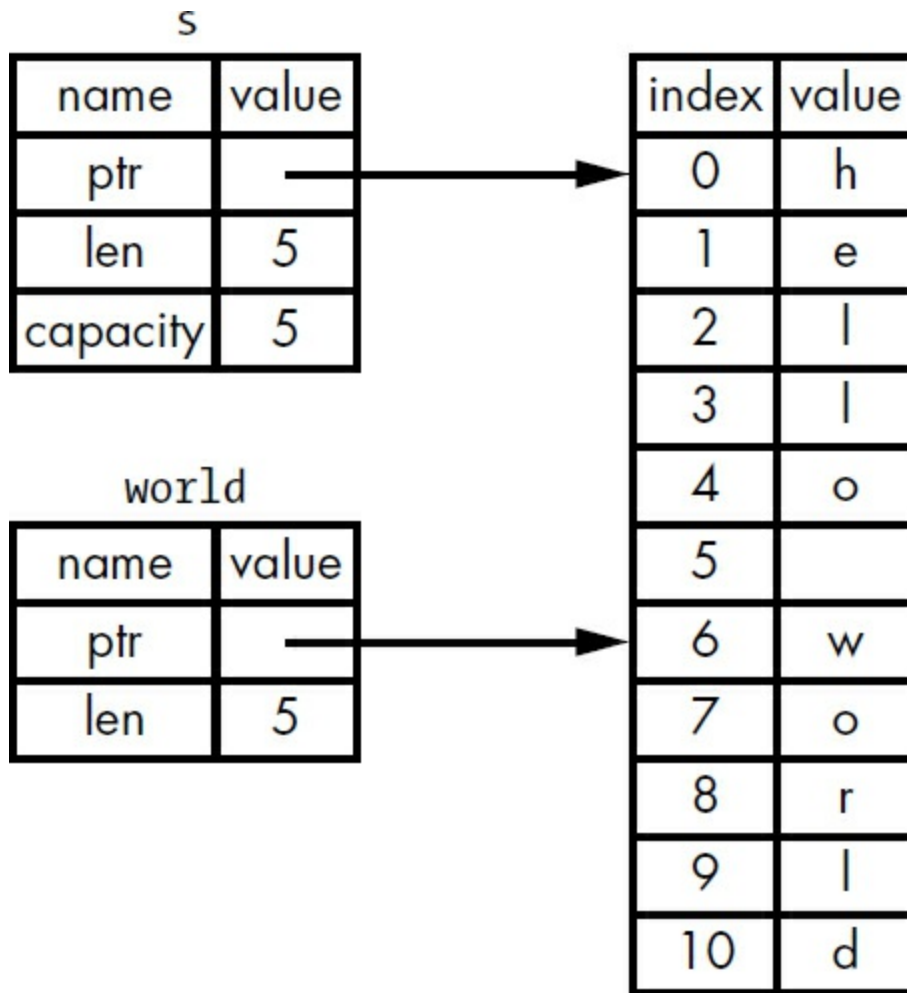 s
name value
ptr
len 5
capacity 5
world
name value
ptr
len 5
index value
0 h
1 e
2 l
3 l
4 o
5
6 w
7 o
8 r
9 l
10 d